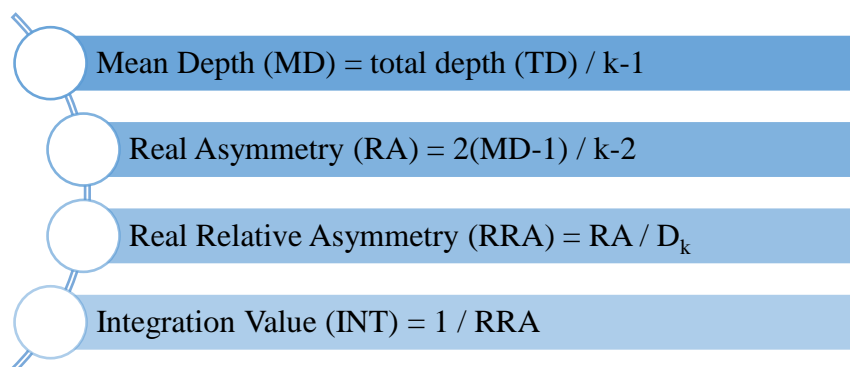 Mean Depth (MD) = total depth (TD) / k-1
Real Asymmetry (RA) = 2(MD-1) / k-2
Real Relative Asymmetry (RRA) = RA / Dₖ
Integration Value (INT) = 1 / RRA